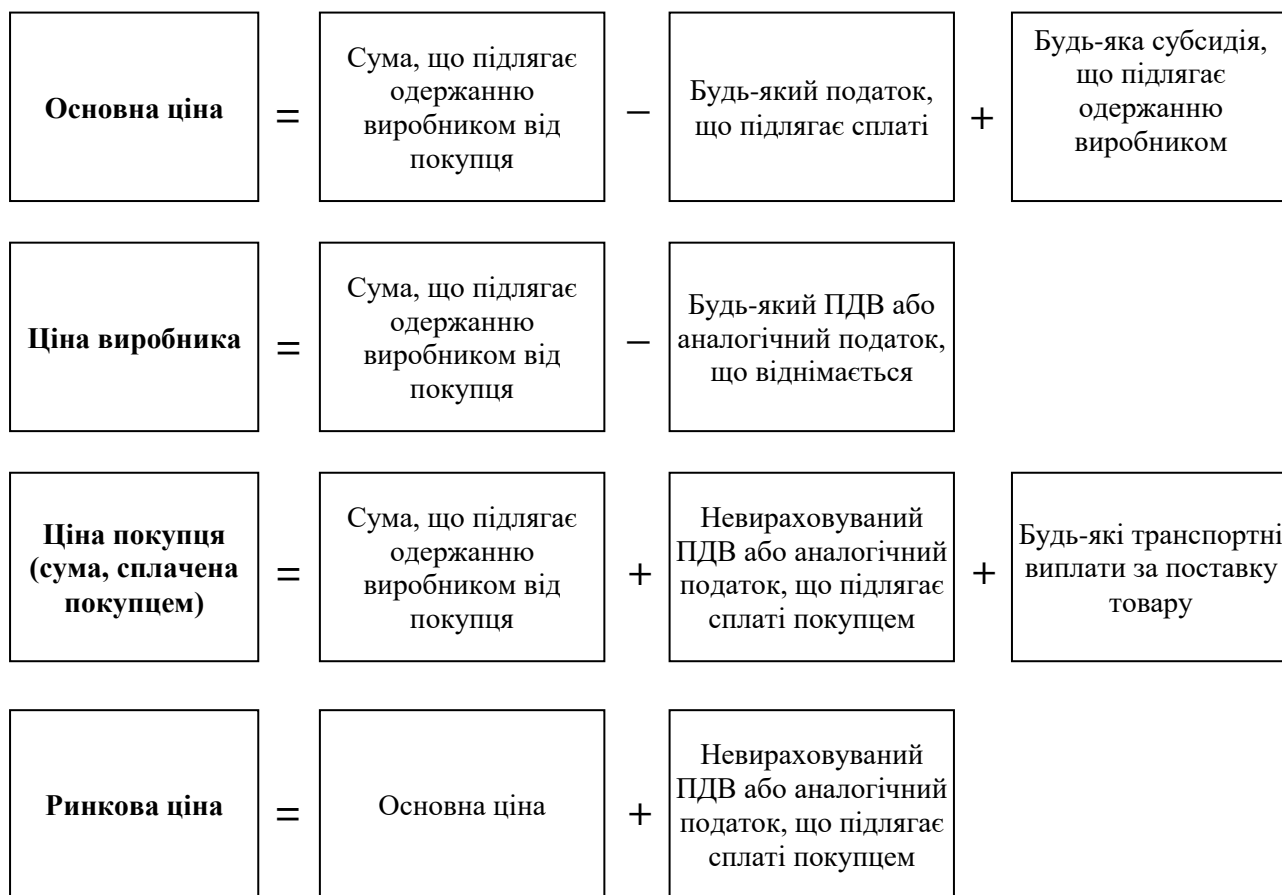 Основна ціна
=
Сума, що підлягає
одержанню
виробником від
покупця
–
Будь-який податок,
що підлягає сплаті
+
Будь-яка субсидія,
що підлягає
одержанню
виробником
Ціна виробника
=
Сума, що підлягає
одержанню
виробником від
покупця
–
Будь-який ПДВ або
аналогічний податок,
що віднімається
Ціна покупця
(сума, сплачена
покупцем)
=
Сума, що підлягає
одержанню
виробником від
покупця
+
Невираховуваний
ПДВ або аналогічний
податок, що підлягає
сплаті покупцем
+
Будь-які транспортні
виплати за поставку
товару
Ринкова ціна
=
Основна ціна
+
Невираховуваний
ПДВ або аналогічний
податок, що підлягає
сплаті покупцем